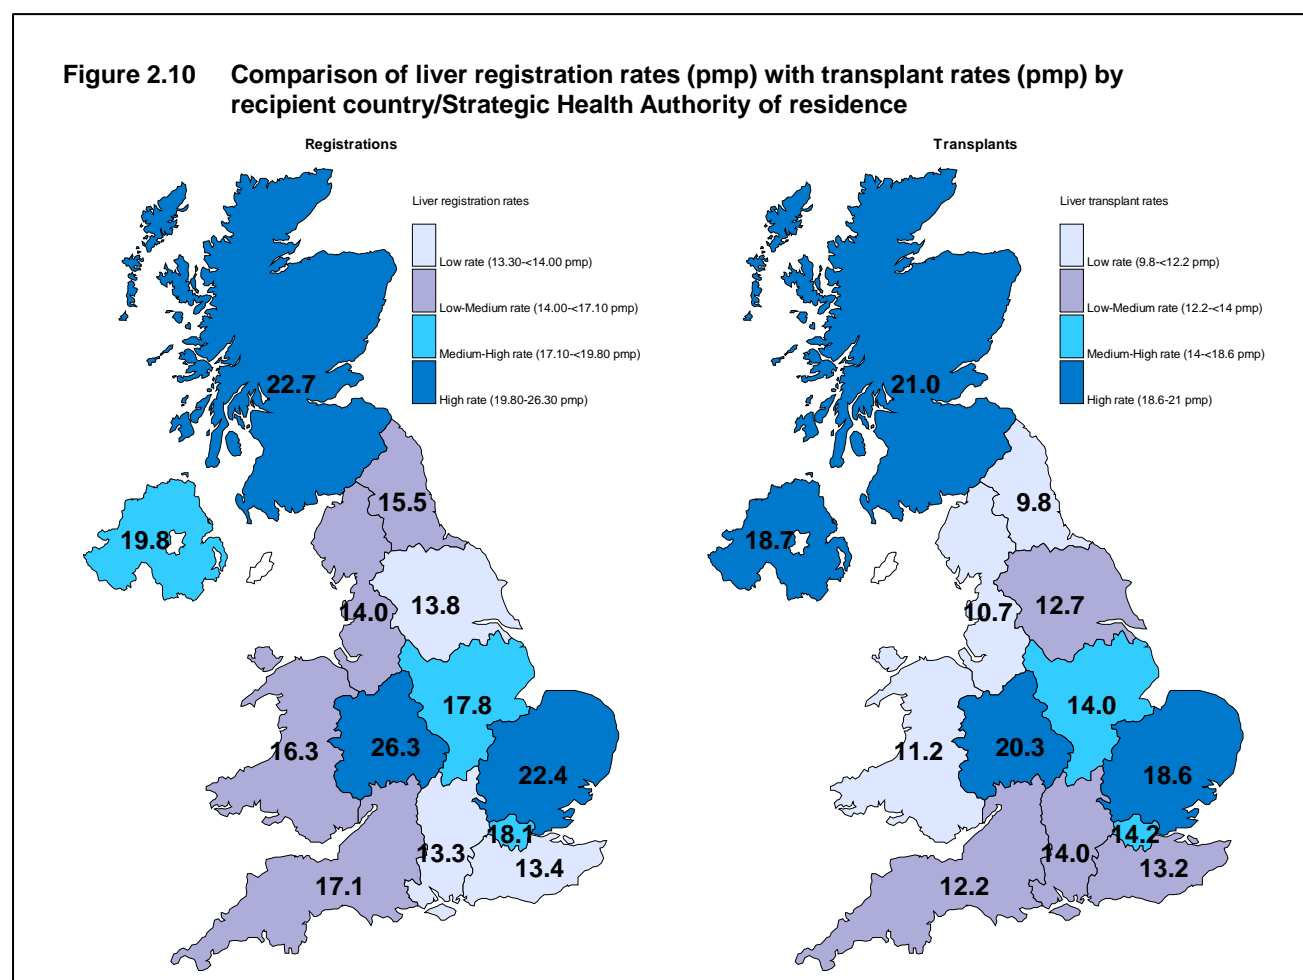 Figure 2.10 Comparison of liver registration rates (pmp) with transplant rates (pmp) by
recipient country/Strategic Health Authority of residence
Registrations
Liver registration rates
Low rate (13.30-<14.00 pmp)
Low-Medium rate (14.00-<17.10 pmp)
Medium-High rate (17.10-<19.80 pmp)
High rate (19.80-26.30 pmp)
22.7
15.5
19.8
14.0
13.8
17.8
16.3
26.3
22.4
18.1
13.3
13.4
17.1
Transplants
Liver transplant rates
Low rate (9.8-<12.2 pmp)
Low-Medium rate (12.2-<14 pmp)
Medium-High rate (14-<18.6 pmp)
High rate (18.6-21 pmp)
21.0
9.8
18.7
10.7
12.7
14.0
11.2
20.3
18.6
14.2
14.0
13.2
12.2